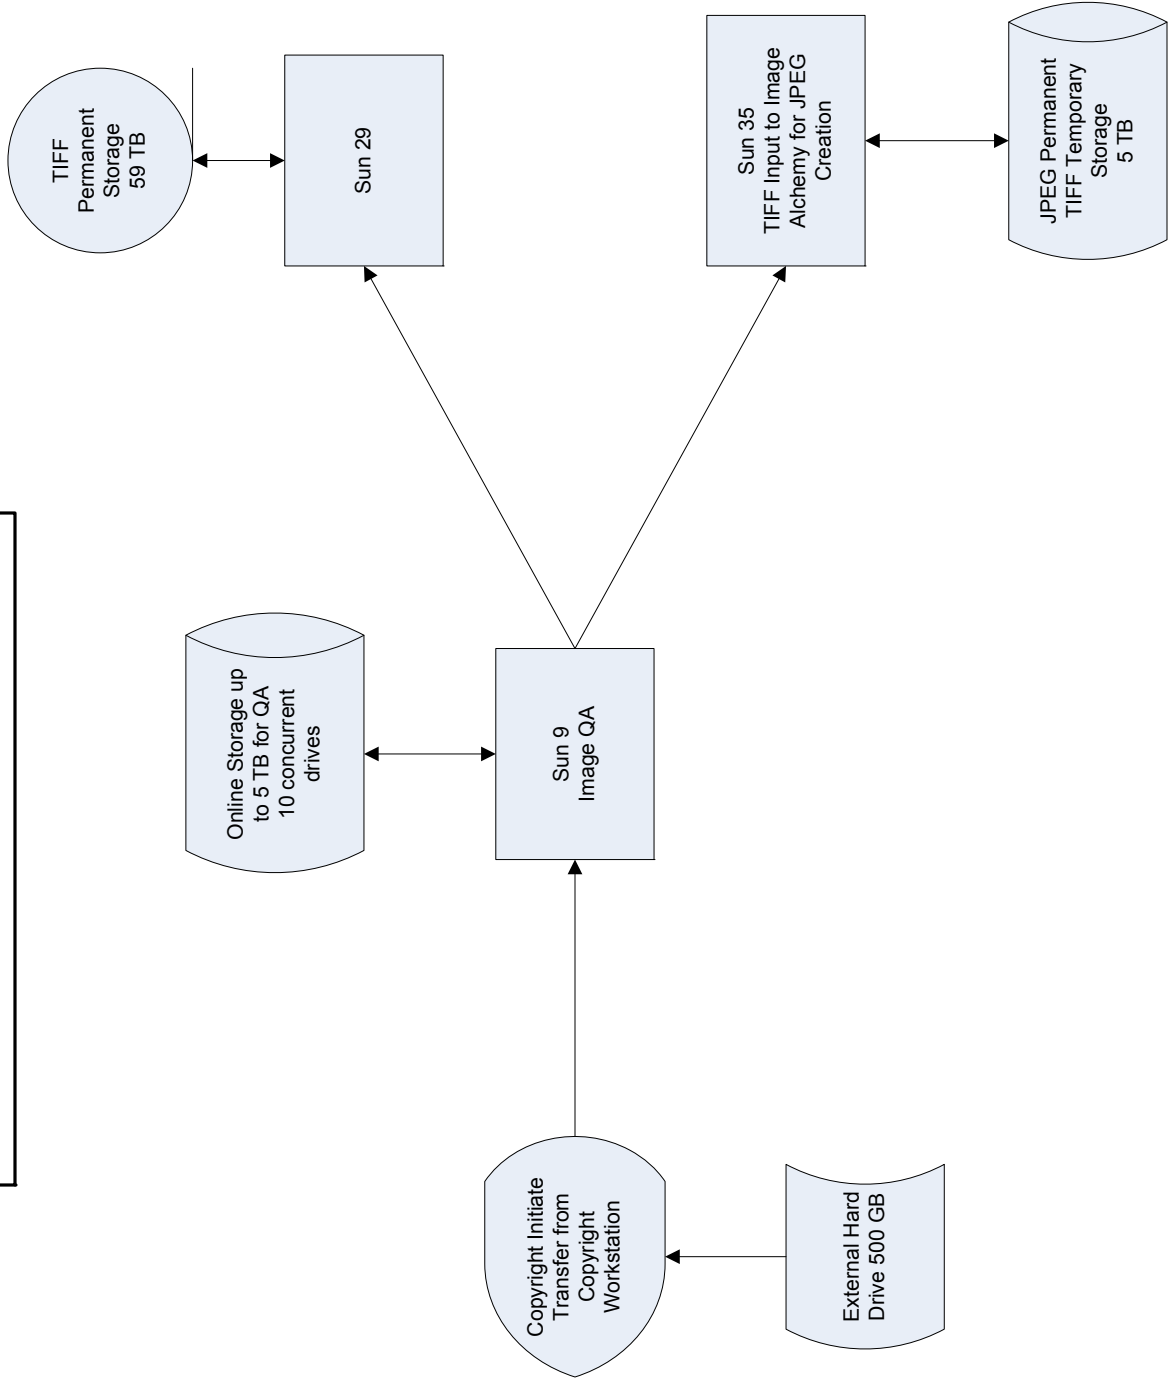 TIFF
Permanent
Storage
59 TB
Sun 29
Sun 35
TIFF Input to Image
Alchemy for JPEG
Creation
JPEG Permanent
TIFF Temporary
Storage
5 TB
Online Storage up
to 5 TB for QA
10 concurrent
drives
Sun 9
Image QA
Copyright Initiate
Transfer from
Copyright
Workstation
External Hard
Drive 500 GB